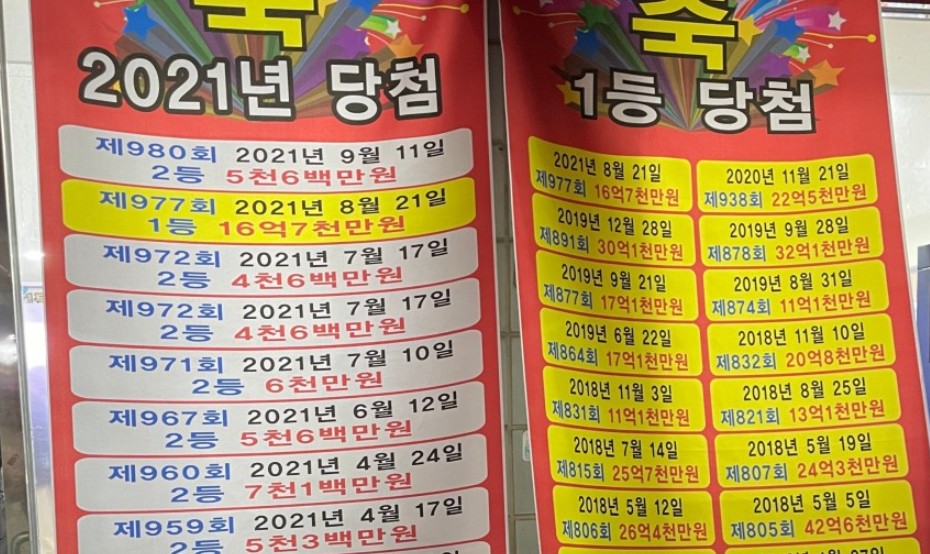 축
2021년 당첨
제980회 2021년 9월 11일
2등 5천6백만원
제977회 2021년 8월 21일
1등 16억7천만원
제972회 2021년 7월 17일
2등 4천6백만원
제972회 2021년 7월 17일
2등 4천6백만원
제971회 2021년 7월 10일
2등 6천만원
제967회 2021년 6월 12일
2등 5천6백만원
제960회 2021년 4월 24일
2등 7천1백만원
제959회 2021년 4월 17일
2등 5천3백만원
축
1등 당첨
2021년 8월 21일
제977회 16억7천만원
2020년 11월 21일
제938회 22억5천만원
2019년 12월 28일
제891회 30억1천만원
2019년 9월 28일
제878회 32억1천만원
2019년 9월 21일
제877회 17억1천만원
2019년 8월 31일
제874회 11억1천만원
2019년 6월 22일
제864회 17억1천만원
2018년 11월 10일
제832회 20억8천만원
2018년 11월 3일
제831회 11억1천만원
2018년 8월 25일
제821회 13억1천만원
2018년 7월 14일
제815회 25억7천만원
2018년 5월 19일
제807회 24억3천만원
2018년 5월 12일
제806회 26억4천만원
2018년 5월 5일
제805회 42억6천만원